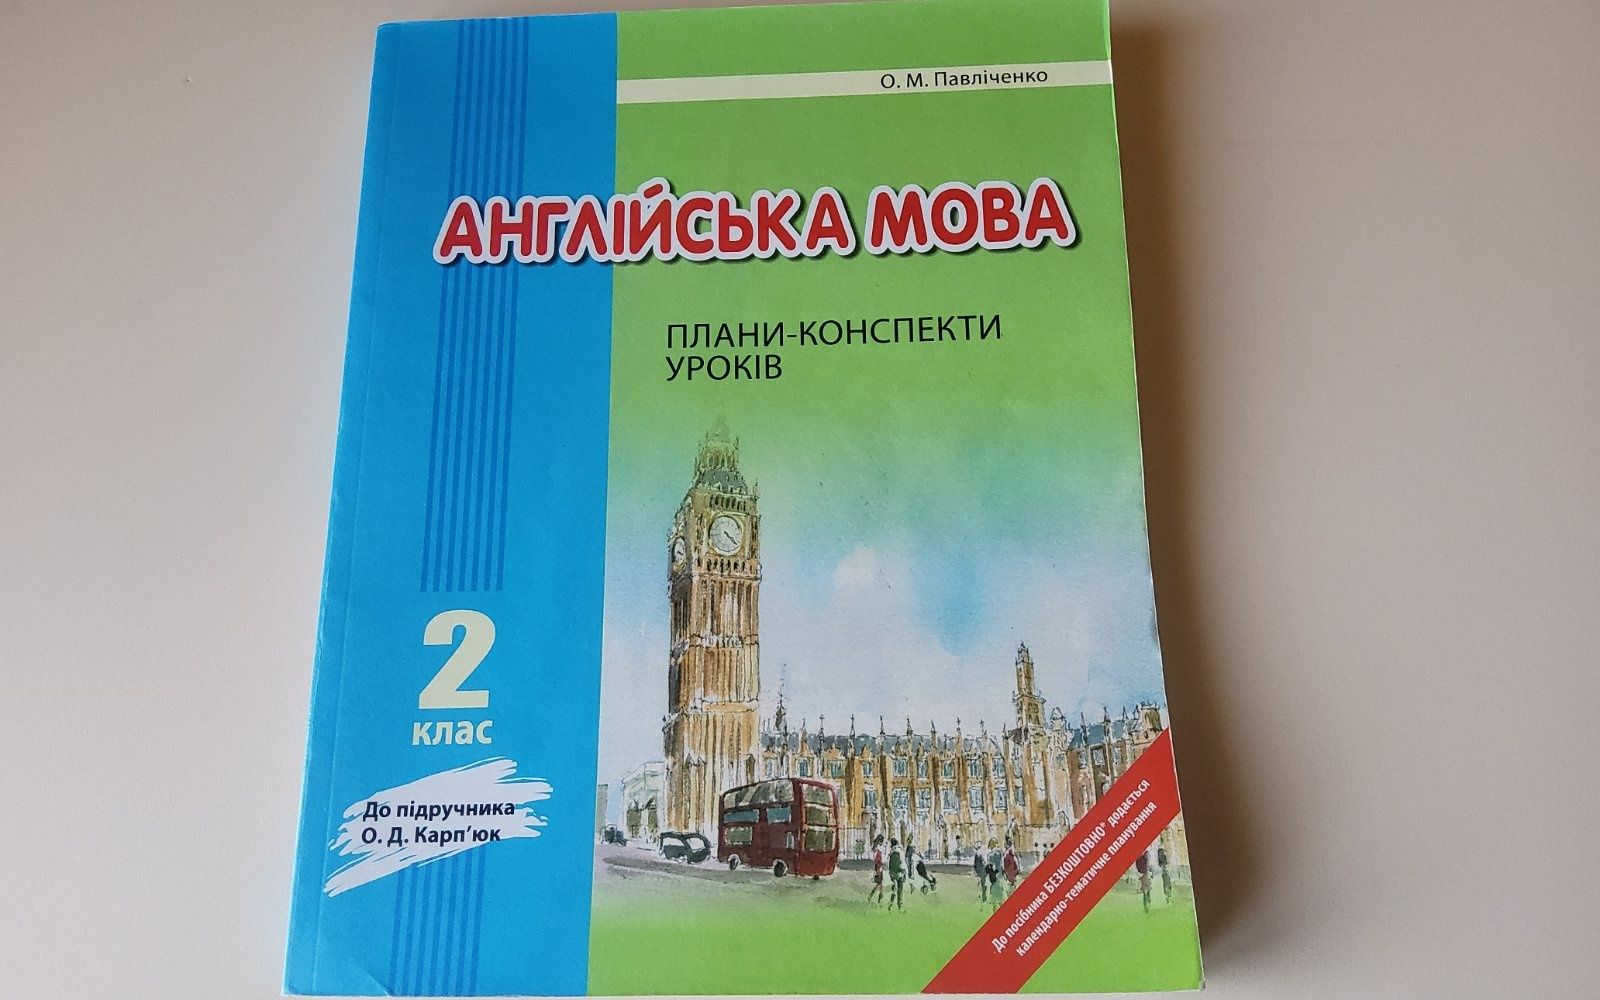 О. М. Павліченко
АНГЛІЙСЬКА МОВА
ПЛАНИ-КОНСПЕКТИ
УРОКІВ
2
клас
До підручника
О. Д. Карп'юк
До посібника БЕЗКОШТОВНО* додається
календарно-тематичне планування